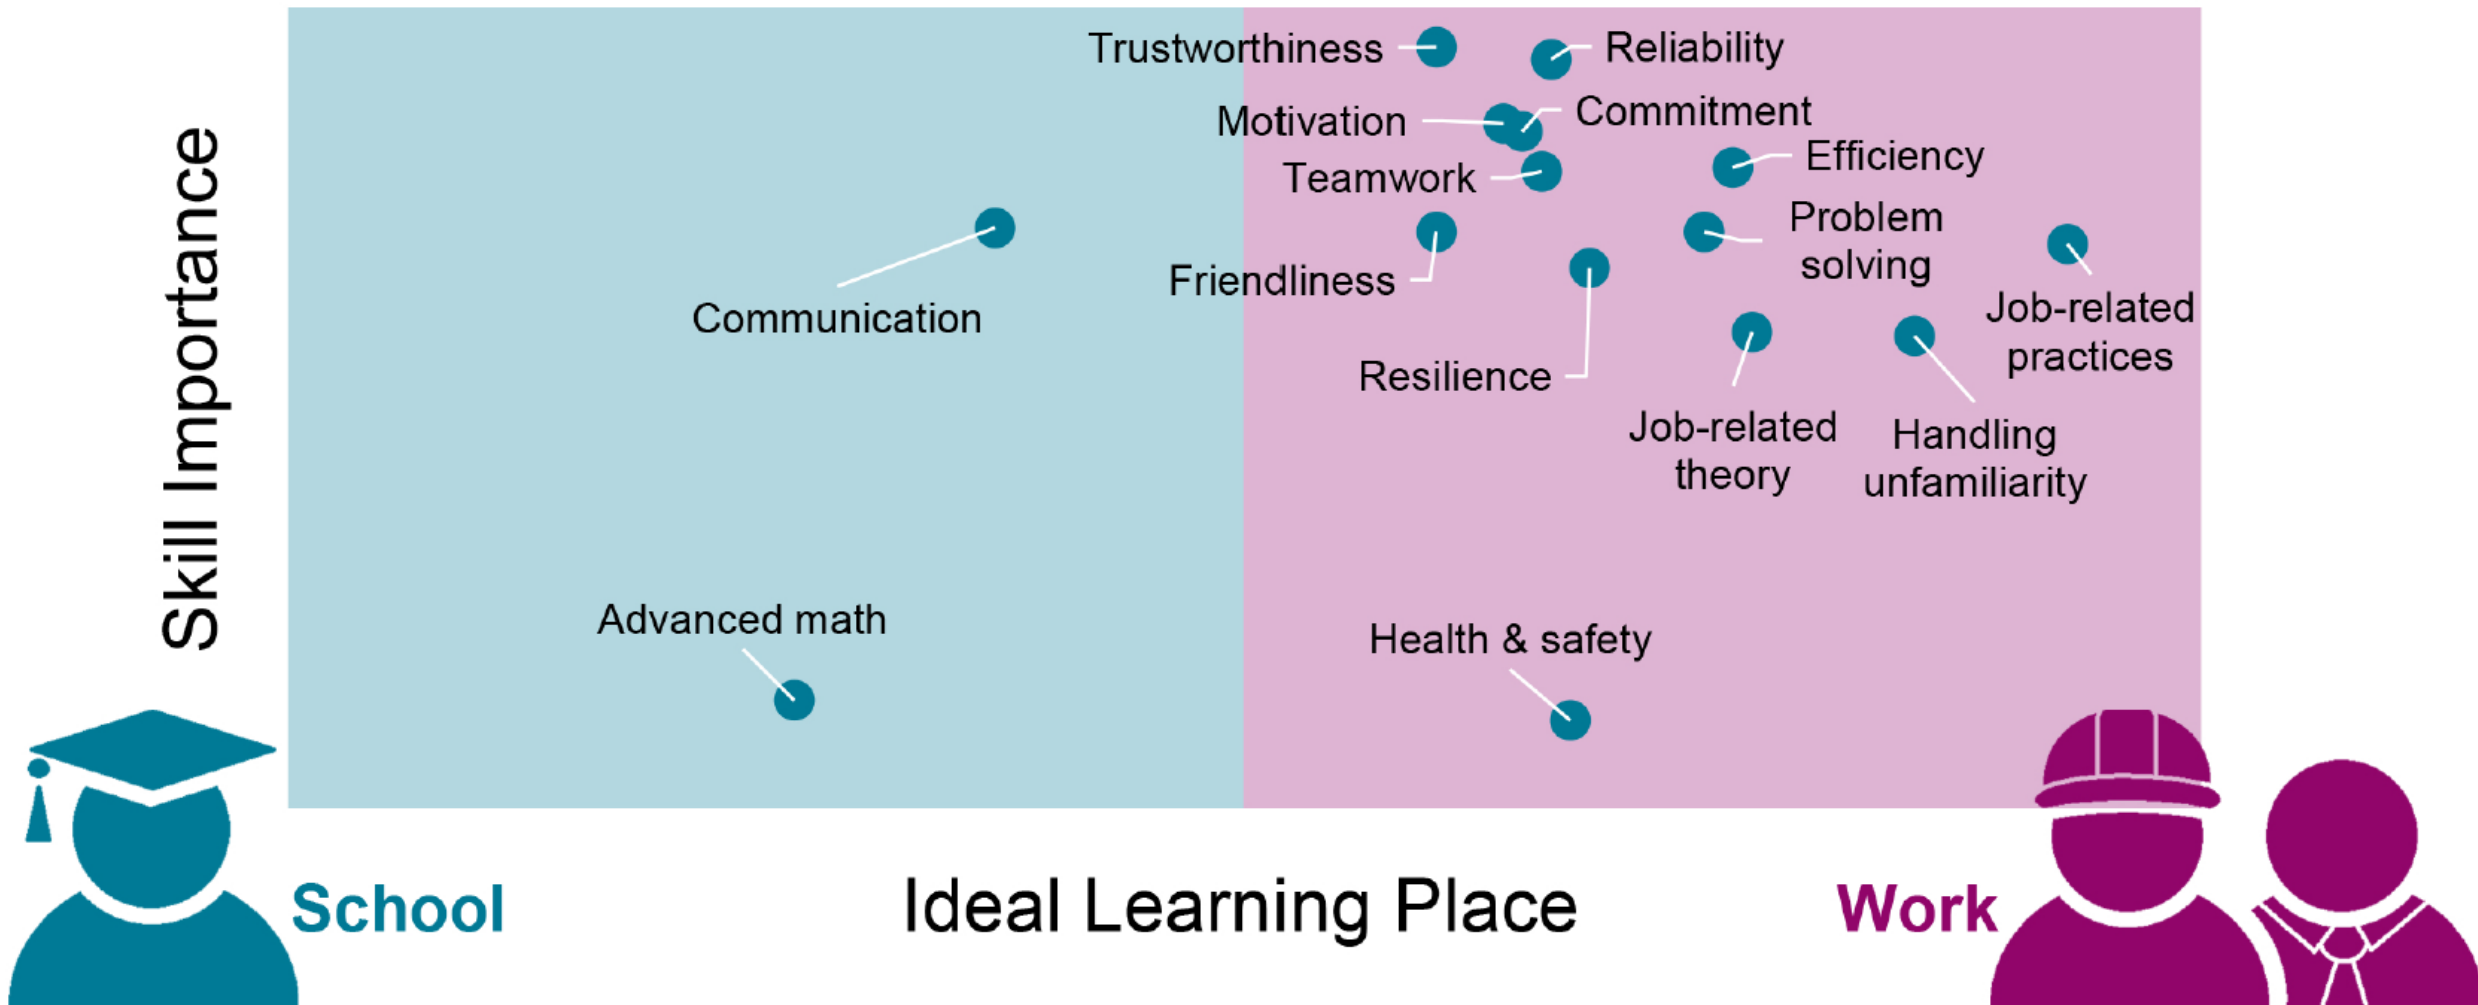 Trustworthiness
Reliability
Motivation
Commitment
Teamwork
Efficiency
Problem
solving
Friendliness
Communication
Job-related
practices
Resilience
Job-related
theory
Handling
unfamiliarity
Advanced math
Health & safety
Skill Importance
School
Ideal Learning Place
Work